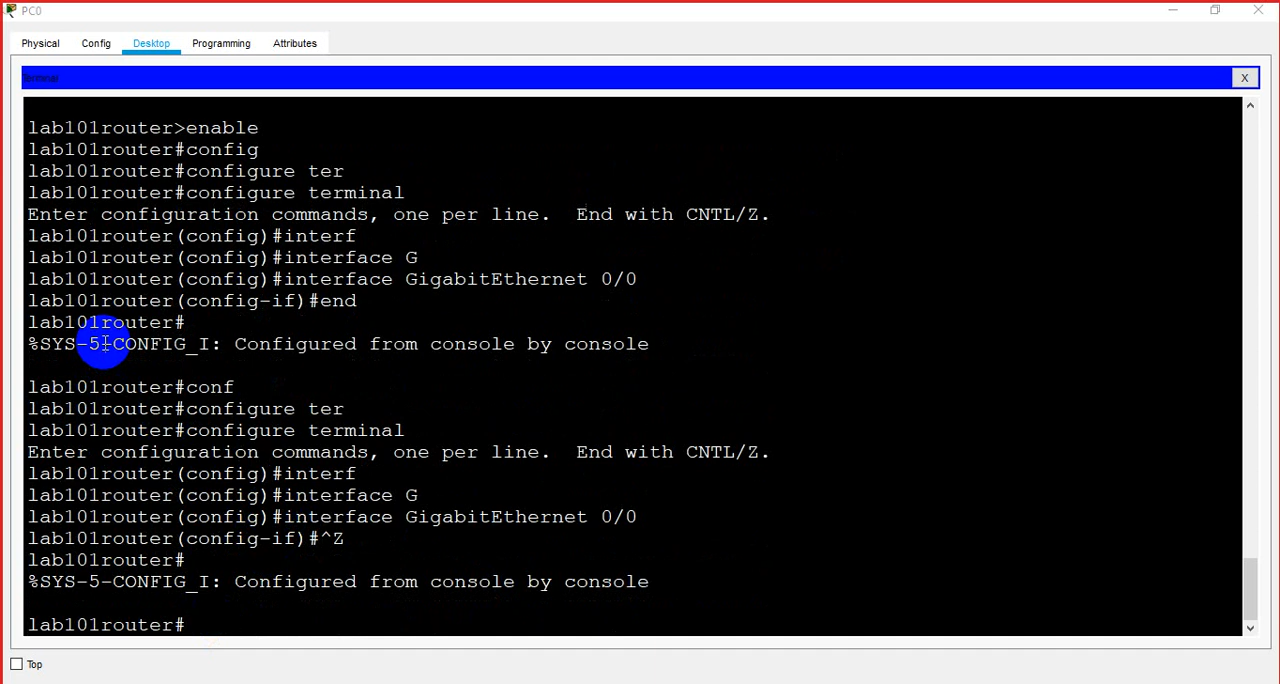 PC0
Physical Config Desktop Programming Attributes
Terminal X
lab101router>enable
lab101router#config
lab101router#configure ter
lab101router#configure terminal
Enter configuration commands, one per line.  End with CNTL/Z.
lab101router(config)#interf
lab101router(config)#interface G
lab101router(config)#interface GigabitEthernet 0/0
lab101router(config-if)#end
lab101router#
%SYS-5-CONFIG_I: Configured from console by console
lab101router#conf
lab101router#configure ter
lab101router#configure terminal
Enter configuration commands, one per line.  End with CNTL/Z.
lab101router(config)#interf
lab101router(config)#interface G
lab101router(config)#interface GigabitEthernet 0/0
lab101router(config-if)#^Z
lab101router#
%SYS-5-CONFIG_I: Configured from console by console
lab101router#
Top